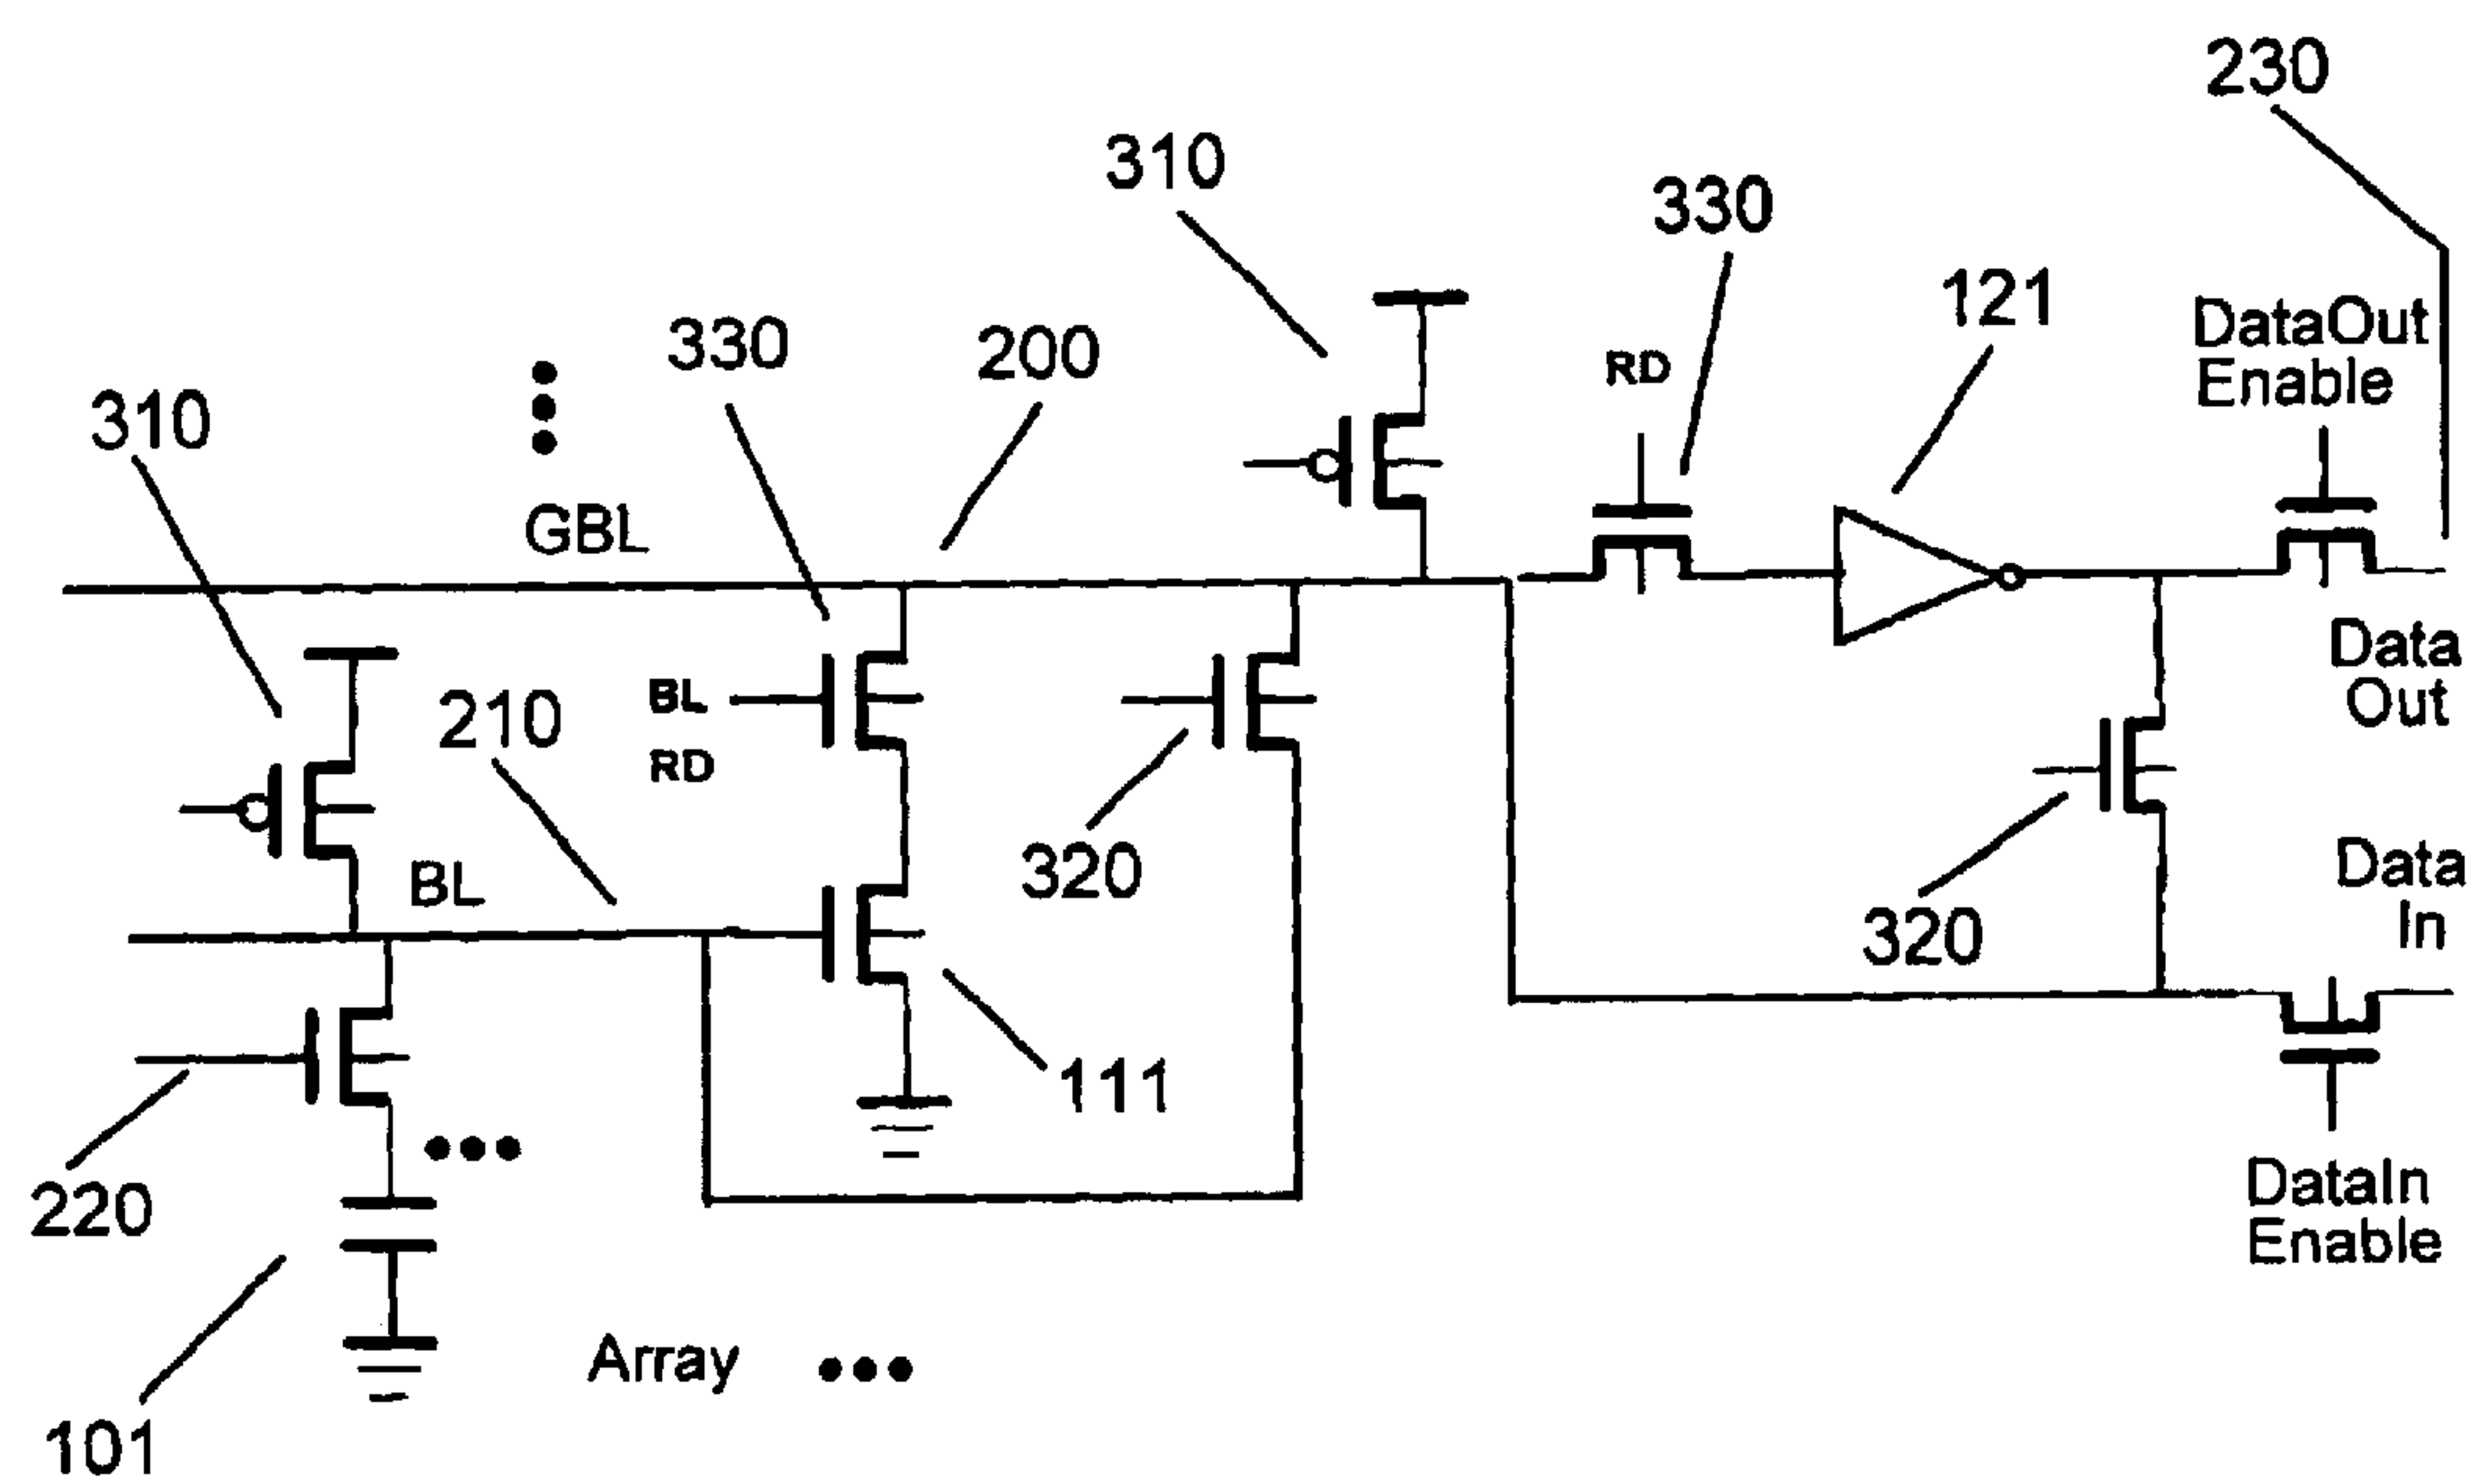 230
310
330
121
DataOut
Enable
RD
330
200
310
GBL
Data
Out
BL
RD
210
320
BL
320
Data
In
111
220
DataIn
Enable
Array
101